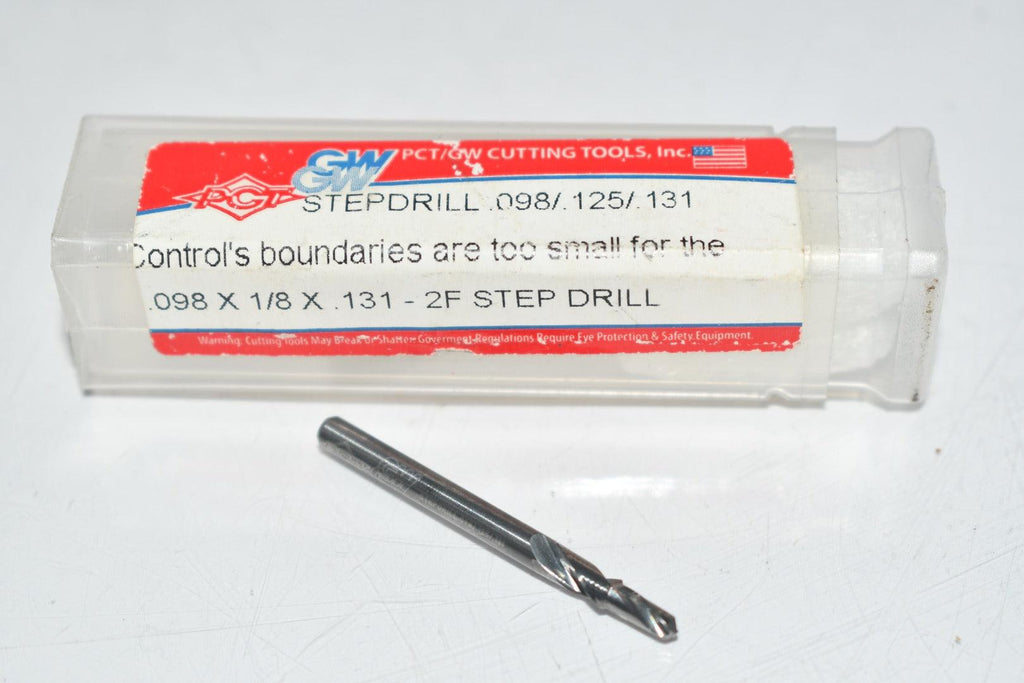 GW PCT/GW CUTTING TOOLS, Inc.
GW
PCT STEPDRILL .098/.125/.131
Control's boundaries are too small for the
.098 X 1/8 X .131 - 2F STEP DRILL
Warning: Cutting Tools May Break or Shatter Goverment Regulations Require Eye Protection & Safety Equipment.